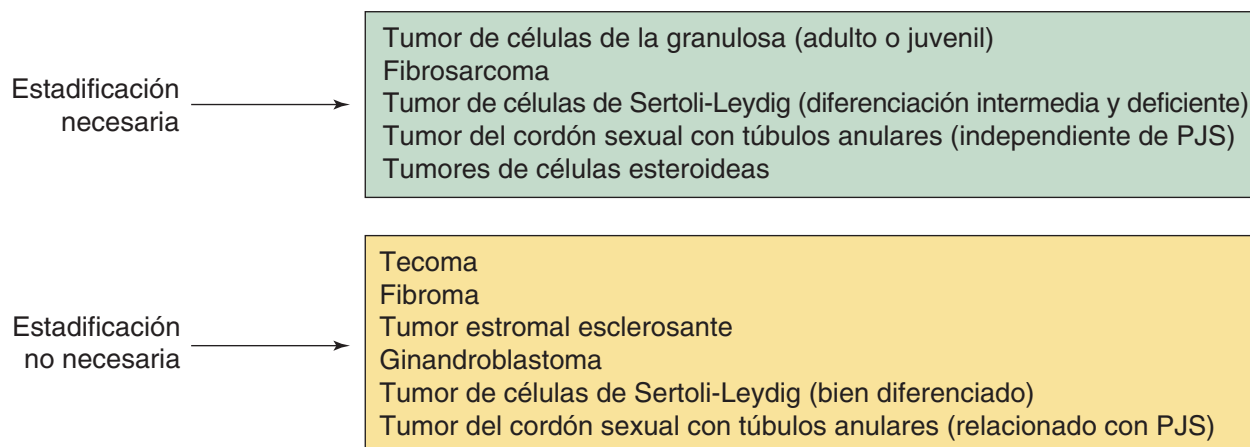 Estadificación
necesaria
Tumor de células de la granulosa (adulto o juvenil)
Fibrosarcoma
Tumor de células de Sertoli-Leydig (diferenciación intermedia y deficiente)
Tumor del cordón sexual con túbulos anulares (independiente de PJS)
Tumores de células esteroideas
Estadificación
no necesaria
Tecoma
Fibroma
Tumor estromal esclerosante
Ginandroblastoma
Tumor de células de Sertoli-Leydig (bien diferenciado)
Tumor del cordón sexual con túbulos anulares (relacionado con PJS)